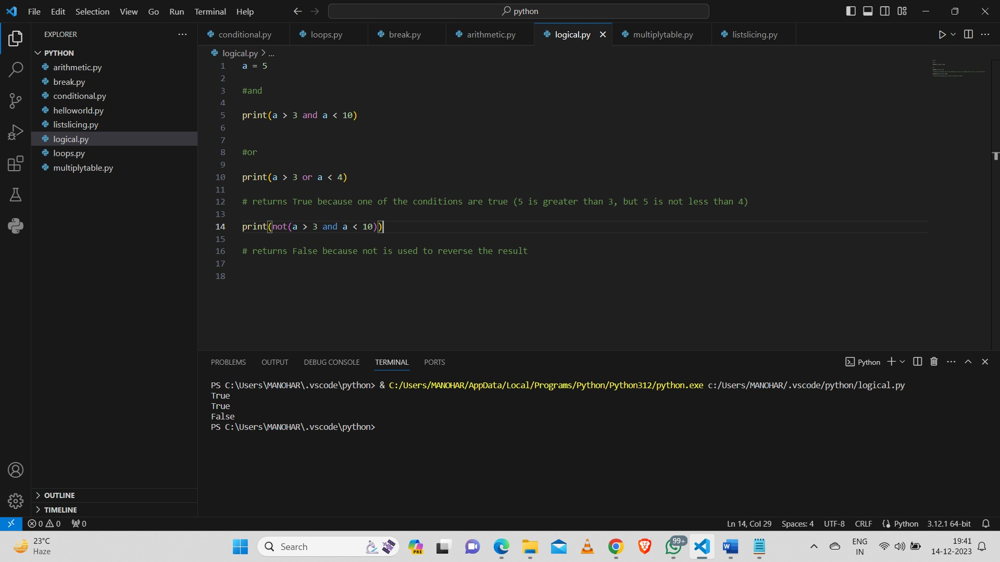 File Edit Selection View Go Run Terminal Help
python
EXPLORER
PYTHON
arithmetic.py
break.py
conditional.py
helloworld.py
listslicing.py
logical.py
loops.py
multiplytable.py
OUTLINE
TIMELINE
conditional.py loops.py break.py arithmetic.py logical.py multiplytable.py listslicing.py
logical.py > ...
1 a = 5
2
3 #and
4
5 print(a > 3 and a < 10)
6
7
8 #or
9
10 print(a > 3 or a < 4)
11
12 # returns True because one of the conditions are true (5 is greater than 3, but 5 is not less than 4)
13
14 print(not(a > 3 and a < 10))
15
16 # returns False because not is used to reverse the result
17
18
PROBLEMS OUTPUT DEBUG CONSOLE TERMINAL PORTS
Python
PS C:\Users\MANOHAR\.vscode\python> & C:/Users/MANOHAR/AppData/Local/Programs/Python/Python312/python.exe c:/Users/MANOHAR/.vscode/python/logical.py
True
True
False
PS C:\Users\MANOHAR\.vscode\python>
0 0 0
Ln 14, Col 29 Spaces: 4 UTF-8 CRLF Python 3.12.1 64-bit
23°C
Haze
Search
PRE
99+
W
ENG
IN
19:41
14-12-2023